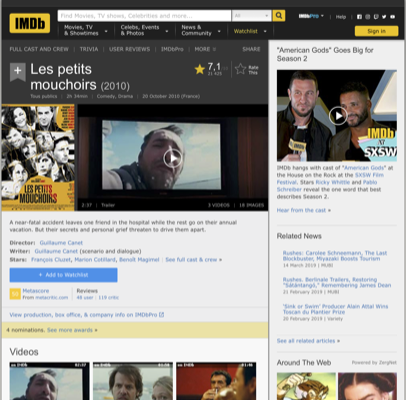 IMDb
Find Movies, TV shows, Celebrities and more...
All
IMDbPro
Help
Movies, TV & Showtimes
Celebs, Events & Photos
News & Community
Watchlist
Sign in
FULL CAST AND CREW | TRIVIA | USER REVIEWS | IMDbPro | MORE
SHARE
Les petits
mouchoirs (2010)
7,1
Rate This
Tous publics | 2h 34min | Comedy, Drama | 20 October 2010 (France)
LES PETITS
MOUCHOIRS
2:37 | Trailer
3 VIDEOS | 18 IMAGES
A near-fatal accident leaves one friend in the hospital while the rest go on their annual
vacation. But their secrets and personal grief threaten to drive them apart.
Director: Guillaume Canet
Writer: Guillaume Canet (scenario and dialogue)
Stars: François Cluzet, Marion Cotillard, Benoît Magimel | See full cast & crew »
+ Add to Watchlist
Metascore
From metacritic.com
Reviews
46 user | 119 critic
View production, box office, & company info on IMDbPro
4 nominations. See more awards »
Videos
"American Gods" Goes Big for
Season 2
IMDb
at
SXSW
IMDb hangs with cast of "American Gods" at
the House on the Rock at the SXSW Film
Festival. Stars Ricky Whittle and Pablo
Schreiber reveal the one word that best
describes Season 2.
Hear from the cast »
Related News
Rushes: Carolee Schneemann, The Last
Blockbuster, Miyazaki Boosts Tourism
14 March 2019 | MUBI
Rushes: Berlinale Trailers, Restoring
"Sátántangó," Remembering James Dean
21 February 2019 | MUBI
'Sink or Swim' Producer Alain Attal Wins
Toscan du Plantier Prize
20 February 2019 | Variety
See all related articles »
Around The Web
Powered by ZergNet